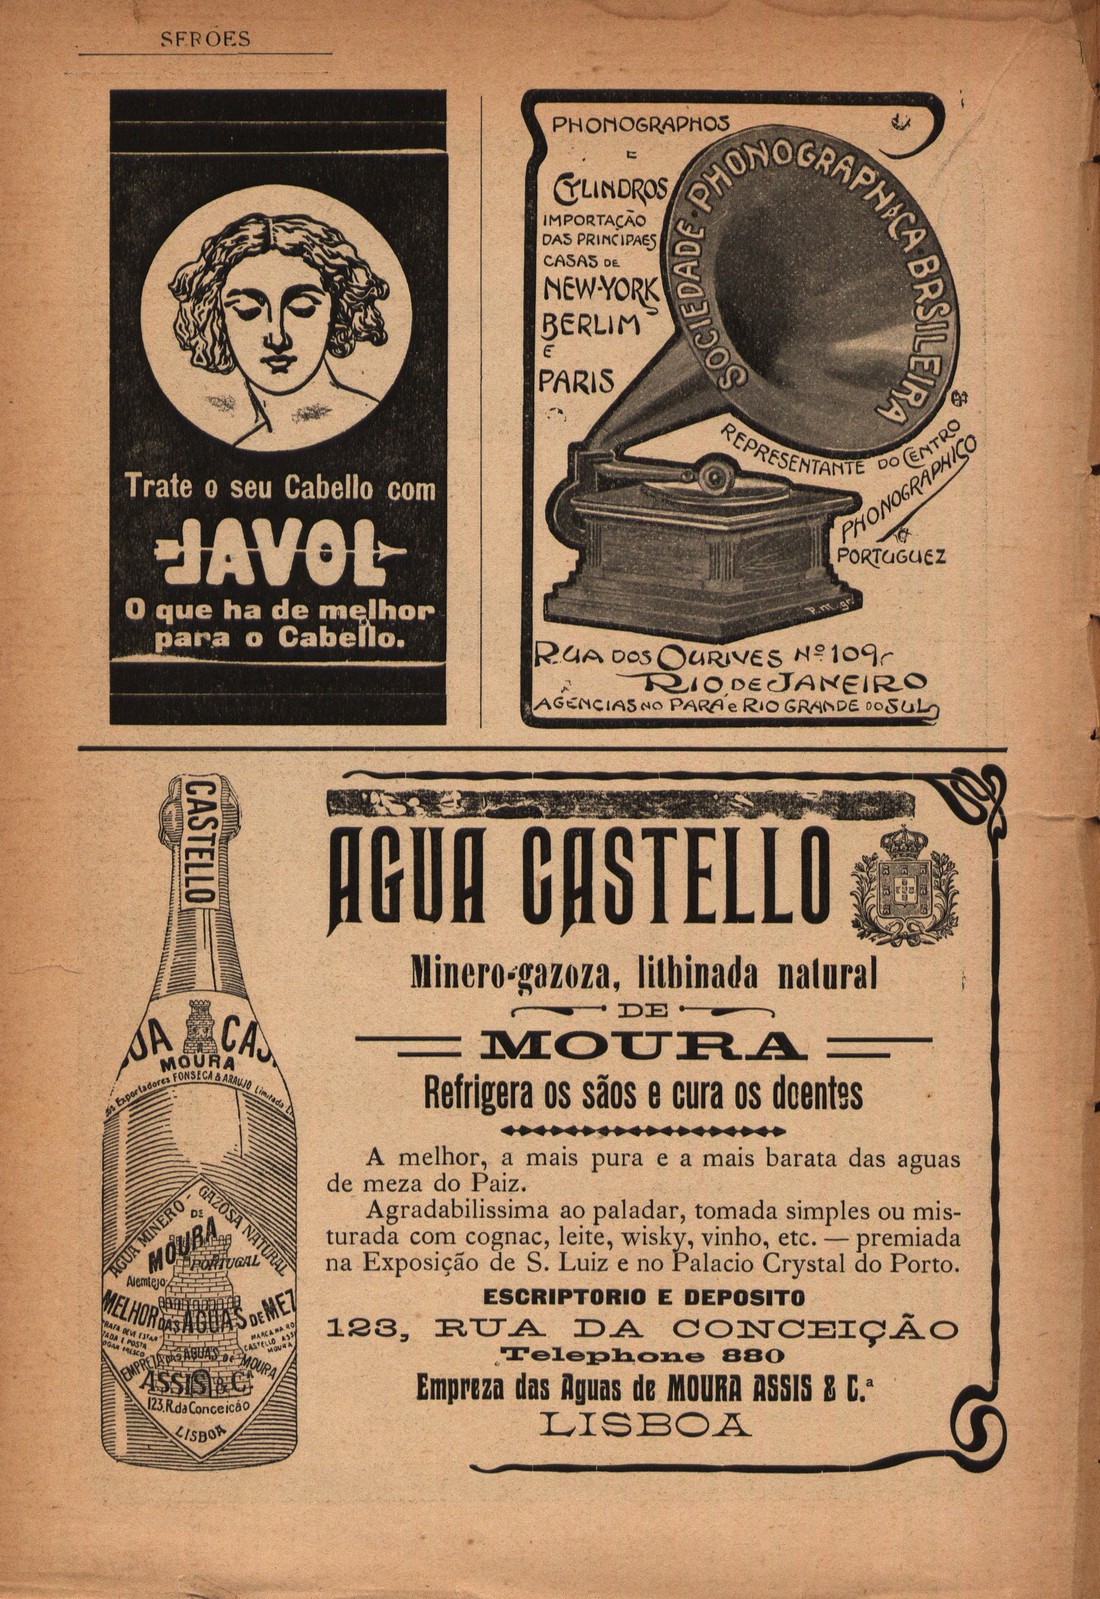 SERÕES
Trate o seu Cabello com
JAVOL
O que ha de melhor
para o Cabello.
PHONOGRAPHOS
E
CYLINDROS
IMPORTAÇÃO
DAS PRINCIPAES
CASAS DE
NEW-YORK
BERLIM
E
PARIS
SOCIEDADE·PHONOGRAPHICA BRSILEIRA
REPRESENTANTE DO CENTRO
PHONOGRAPHICO
PORTUGUEZ
P. M. gr.
RUA DOS OURIVES Nº 109
RIO DE JANEIRO
AGENCIAS NO PARÁ e RIO GRANDE DO SUL
CASTELLO
UA CAS
MOURA
Exportadores FONSECA & ARAUJO Limitada
AGUA MINERO-GAZOSA NATURAL
DE
MOURA
PORTUGAL
Alemtejo
MELHOR DAS AGUAS DE MEZ
EMPREZA DAS AGUAS DE MOURA
ASSIS & Cª
123, R. da Conceicão
LISBOA
AGUA CASTELLO
Minero-gazoza, lithinada natural
DE
MOURA
Refrigera os sãos e cura os doentes
A melhor, a mais pura e a mais barata das aguas
de meza do Paiz.
Agradabilissima ao paladar, tomada simples ou mis-
turada com cognac, leite, wisky, vinho, etc. — premiada
na Exposição de S. Luiz e no Palacio Crystal do Porto.
ESCRIPTORIO E DEPOSITO
123, RUA DA CONCEIÇÃO
Telephone 880
Empreza das Aguas de MOURA ASSIS & C.ª
LISBOA